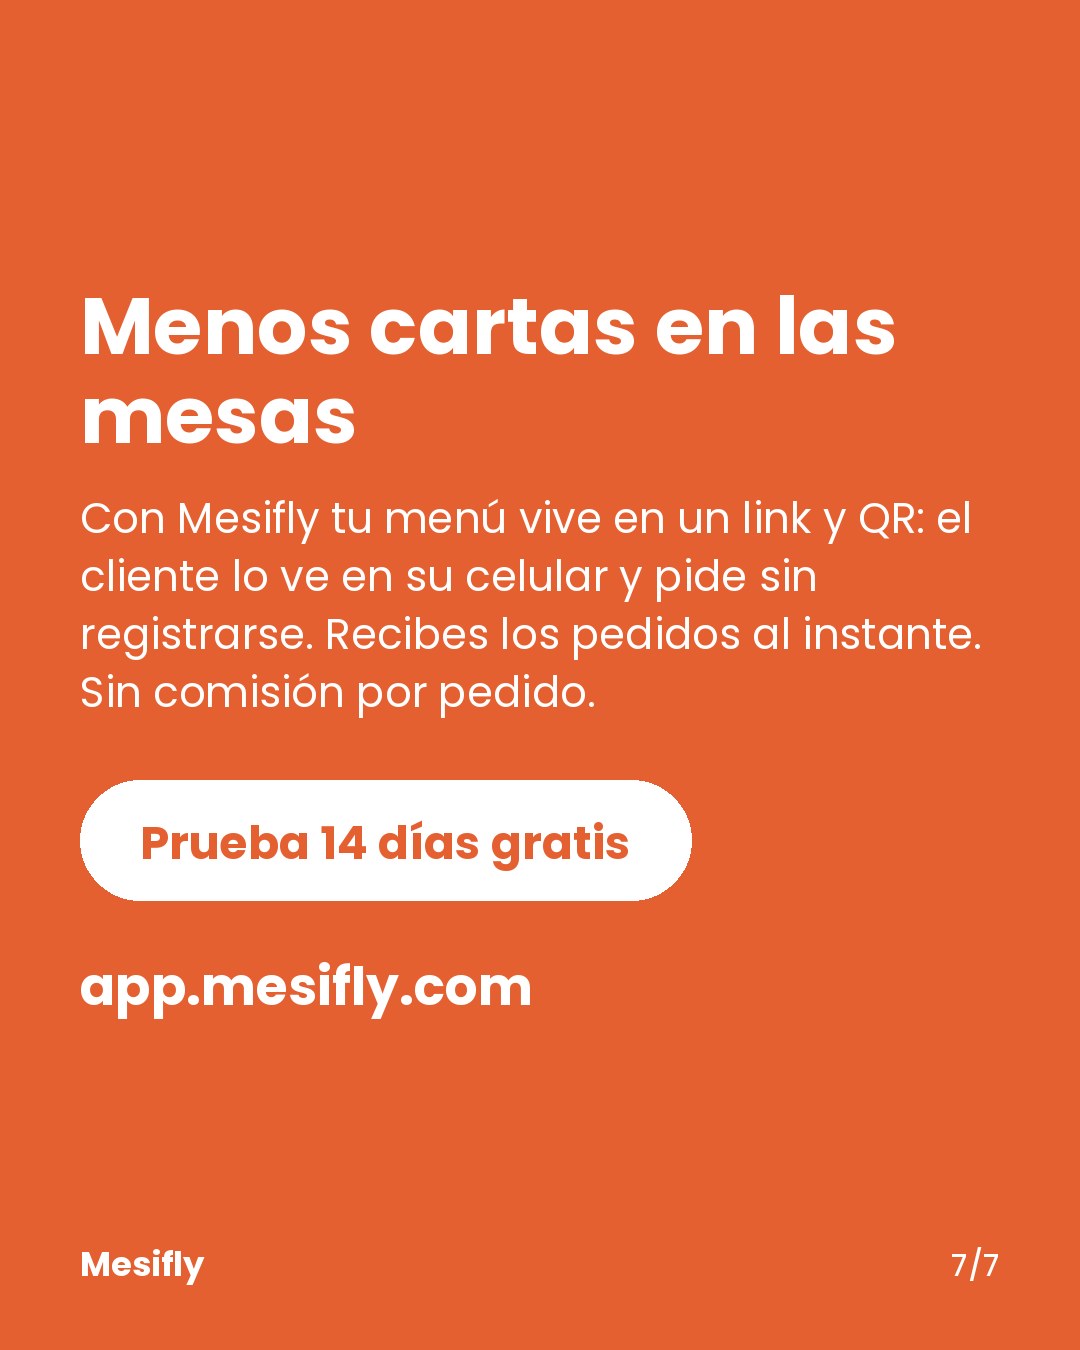 Menos cartas en las
mesas
Con Mesifly tu menú vive en un link y QR: el
cliente lo ve en su celular y pide sin
registrarse. Recibes los pedidos al instante.
Sin comisión por pedido.
Prueba 14 días gratis
app.mesifly.com
Mesifly
7/7